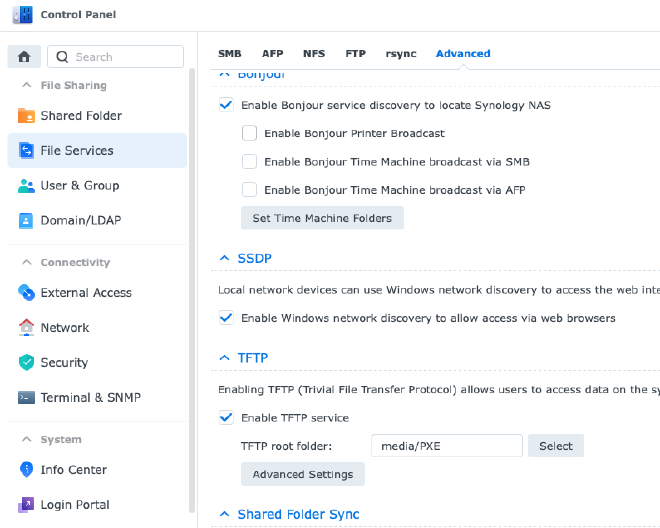 Control Panel
Search
File Sharing
Shared Folder
File Services
User & Group
Domain/LDAP
Connectivity
External Access
Network
Security
Terminal & SNMP
System
Info Center
Login Portal
SMB AFP NFS FTP rsync Advanced
Bonjour
Enable Bonjour service discovery to locate Synology NAS
Enable Bonjour Printer Broadcast
Enable Bonjour Time Machine broadcast via SMB
Enable Bonjour Time Machine broadcast via AFP
Set Time Machine Folders
SSDP
Local network devices can use Windows network discovery to access the web inte
Enable Windows network discovery to allow access via web browsers
TFTP
Enabling TFTP (Trivial File Transfer Protocol) allows users to access data on the sy
Enable TFTP service
TFTP root folder: media/PXE Select
Advanced Settings
Shared Folder Sync